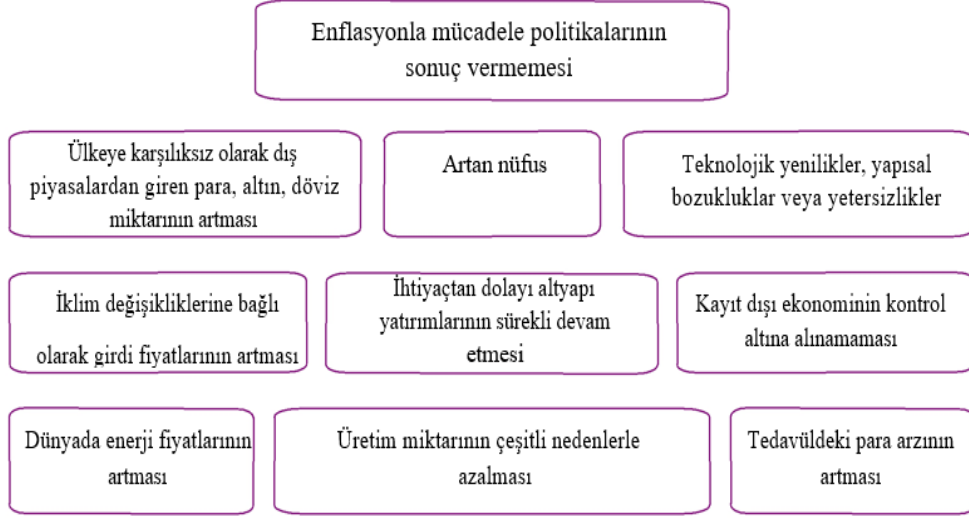 Enflasyonla mücadele politikalarının
sonuç vermemesi
Ülkeye karşılıksız olarak dış
piyasalardan giren para, altın, döviz
miktarının artması
Artan nüfus
Teknolojik yenilikler, yapısal
bozukluklar veya yetersizlikler
İklim değişikliklerine bağlı
olarak girdi fiyatlarının artması
İhtiyaçtan dolayı altyapı
yatırımlarının sürekli devam
etmesi
Kayıt dışı ekonominin kontrol
altına alınamaması
Dünyada enerji fiyatlarının
artması
Üretim miktarının çeşitli nedenlerle
azalması
Tedavüldeki para arzının
artması